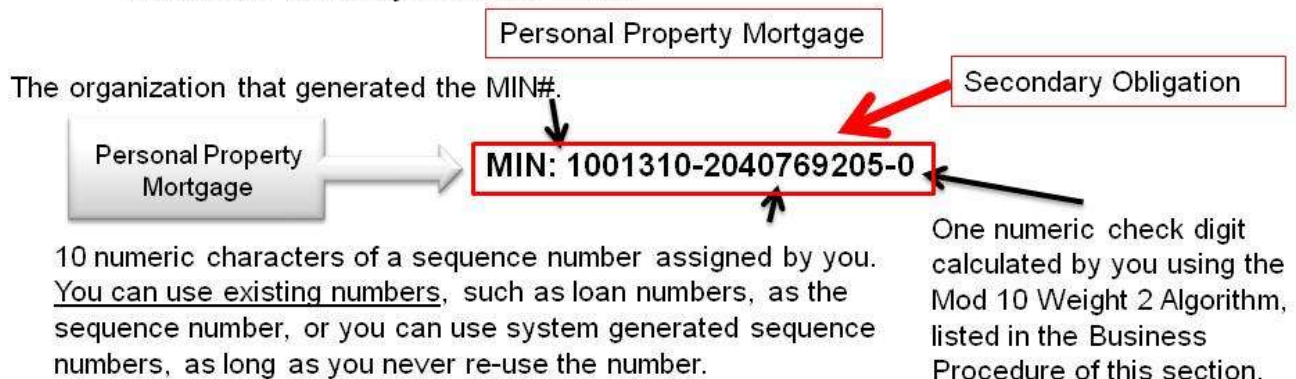 Personal Property Mortgage
The organization that generated the MIN#.
Secondary Obligation
Personal Property
Mortgage
MIN: 1001310-2040769205-0
10 numeric characters of a sequence number assigned by you.
You can use existing numbers, such as loan numbers, as the
sequence number, or you can use system generated sequence
numbers, as long as you never re-use the number.
One numeric check digit
calculated by you using the
Mod 10 Weight 2 Algorithm,
listed in the Business
Procedure of this section.